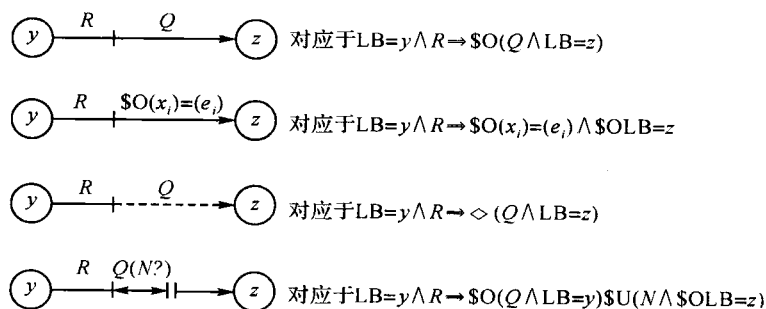 y R Q z 对应于LB=y∧R→$O(Q∧LB=z)
y R $O(xᵢ)=(eᵢ) z 对应于LB=y∧R→$O(xᵢ)=(eᵢ)∧$OLB=z
y R Q z 对应于LB=y∧R→◇(Q∧LB=z)
y R Q(N?) z 对应于LB=y∧R→$O(Q∧LB=y)$U(N∧$OLB=z)